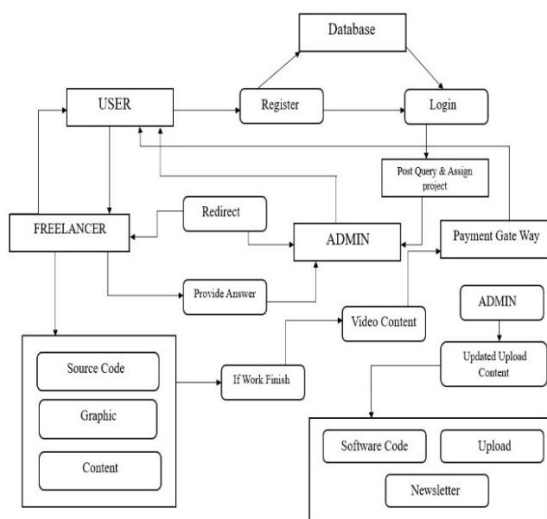 Database
USER
Register
Login
Post Query & Assign
project
Redirect
FREELANCER
ADMIN
Payment Gate Way
Provide Answer
Video Content
ADMIN
Source Code
If Work Finish
Updated Upload
Content
Graphic
Content
Software Code
Upload
Newsletter